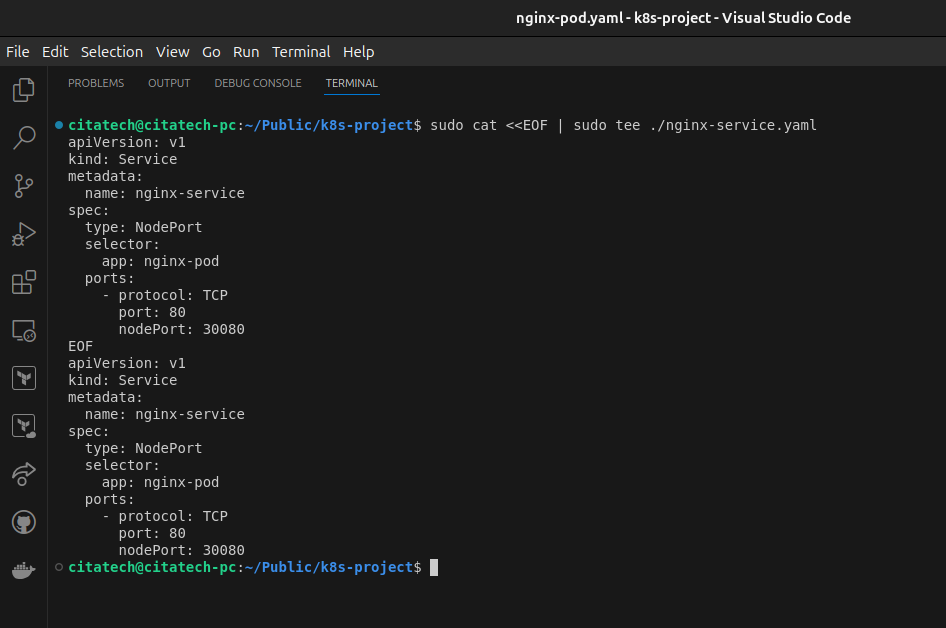 nginx-pod.yaml - k8s-project - Visual Studio Code
File Edit Selection View Go Run Terminal Help
PROBLEMS OUTPUT DEBUG CONSOLE TERMINAL
citatech@citatech-pc:~/Public/k8s-project$ sudo cat <<EOF | sudo tee ./nginx-service.yaml
apiVersion: v1
kind: Service
metadata:
  name: nginx-service
spec:
  type: NodePort
  selector:
    app: nginx-pod
  ports:
    - protocol: TCP
      port: 80
      nodePort: 30080
EOF
apiVersion: v1
kind: Service
metadata:
  name: nginx-service
spec:
  type: NodePort
  selector:
    app: nginx-pod
  ports:
    - protocol: TCP
      port: 80
      nodePort: 30080
citatech@citatech-pc:~/Public/k8s-project$